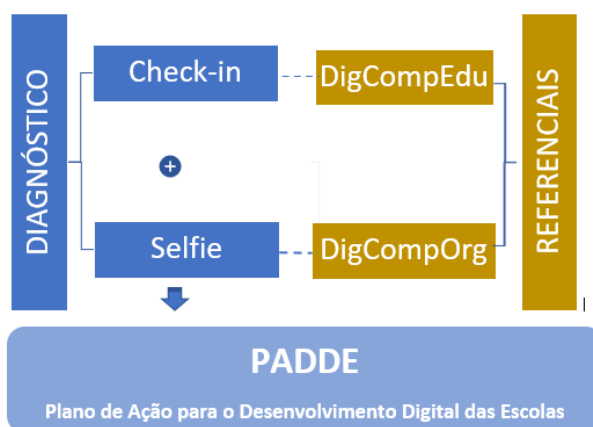 DIAGNÓSTICO
Check-in
DigCompEdu
+
Selfie
DigCompOrg
REFERENCIAIS
PADDE
Plano de Ação para o Desenvolvimento Digital das Escolas